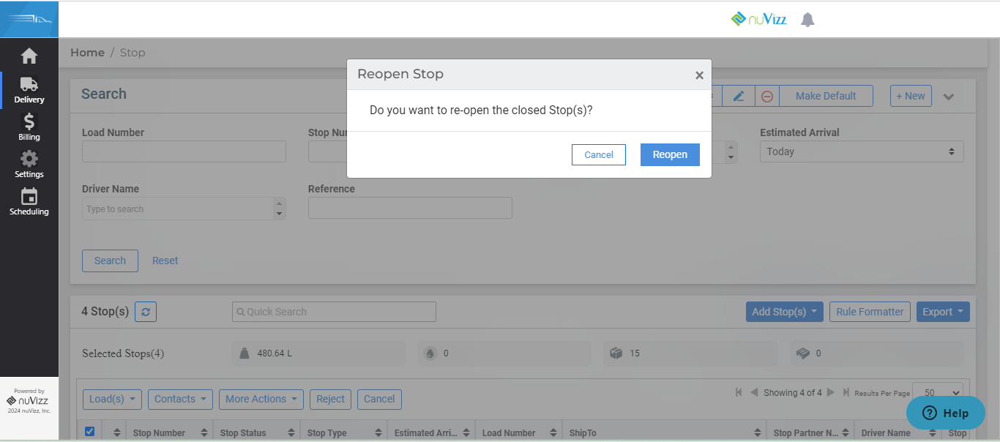 nuVizz
Home / Stop
Delivery
Billing
Settings
Scheduling
Powered by
nuVizz
2024 nuVizz, Inc.
Reopen Stop
×
Do you want to re-open the closed Stop(s)?
Cancel
Reopen
Search
Make Default
+ New
Load Number
Stop Nu
Estimated Arrival
Today
Driver Name
Reference
Type to search
Search
Reset
4 Stop(s)
Quick Search
Add Stop(s)
Rule Formatter
Export
Selected Stops(4)
480.64 L
0
15
0
Load(s)
Contacts
More Actions
Reject
Cancel
Showing 4 of 4
Results Per Page
50
Help
Stop Number
Stop Status
Stop Type
Estimated Arri...
Load Number
ShipTo
Stop Partner N...
Driver Name
Stop